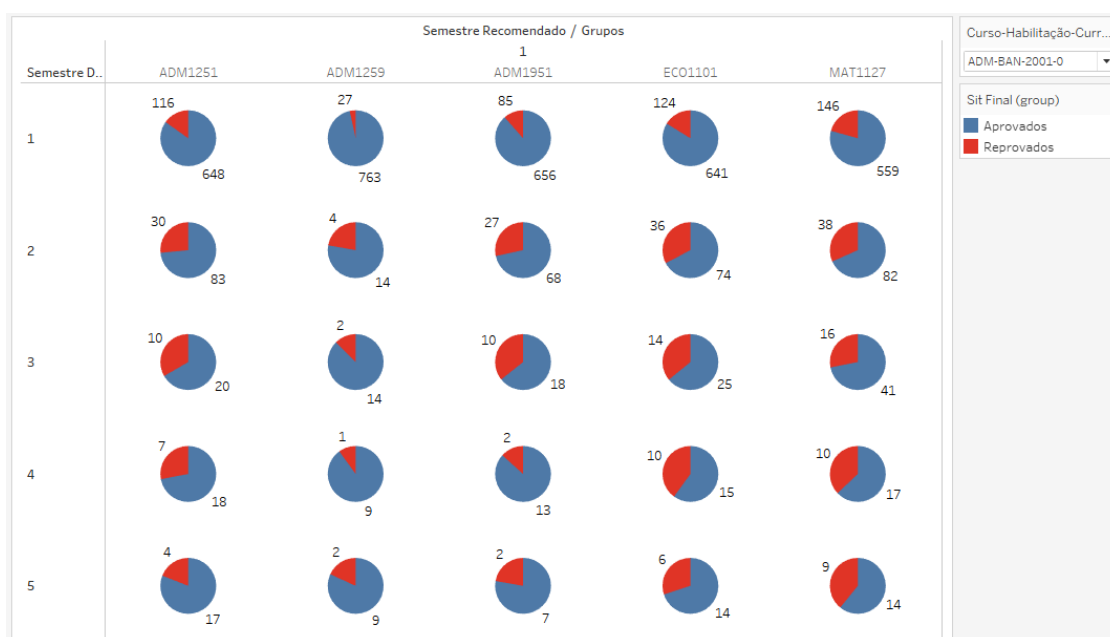 Semestre Recomendado / Grupos
1
Semestre D.. ADM1251 ADM1259 ADM1951 ECO1101 MAT1127
116 27 85 124 146
1
648 763 656 641 559
30 4 27 36 38
2
83 14 68 74 82
10 2 10 14 16
3
20 14 18 25 41
7 1 2 10 10
4
18 9 13 15 17
4 2 2 6 9
5
17 9 7 14 14
Curso-Habilitação-Curr...
ADM-BAN-2001-0
Sit Final (group)
Aprovados
Reprovados